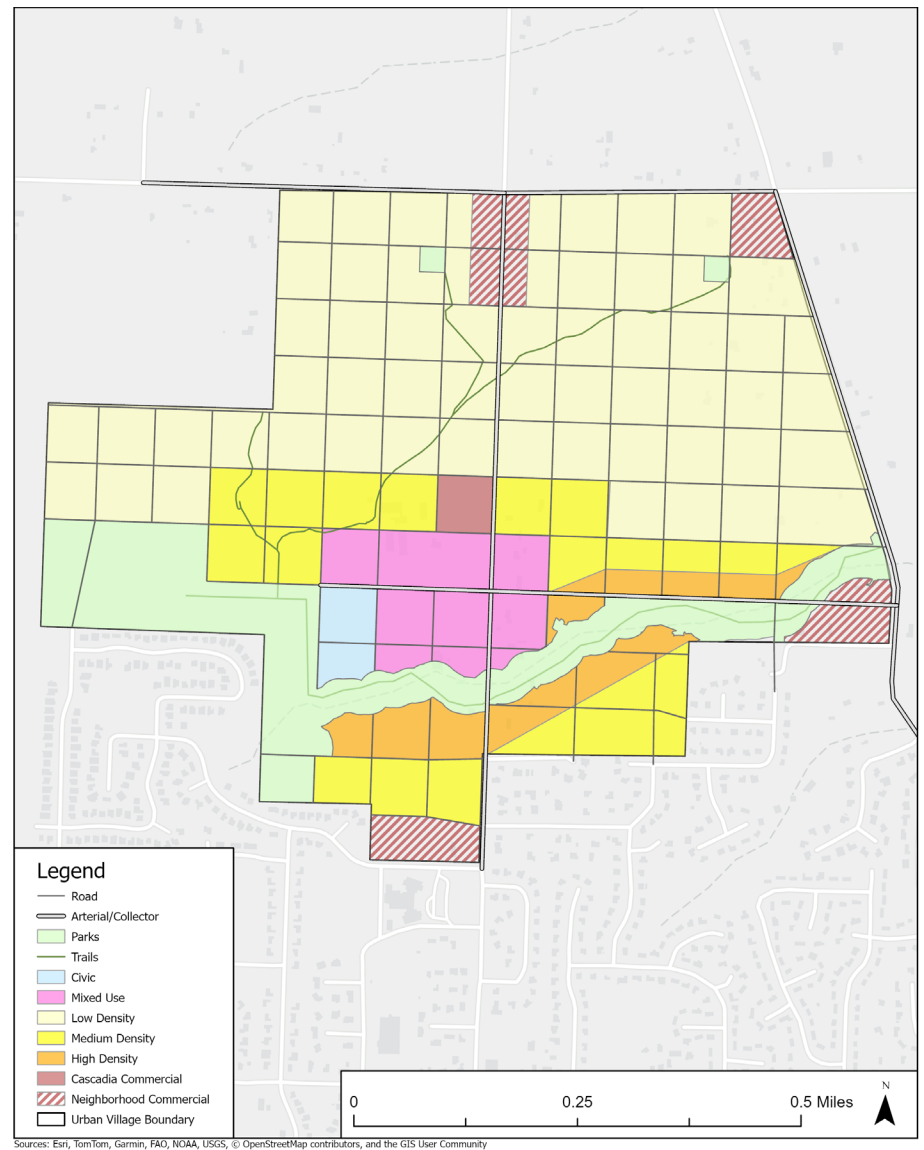 Legend
Road
Arterial/Collector
Parks
Trails
Civic
Mixed Use
Low Density
Medium Density
High Density
Cascadia Commercial
Neighborhood Commercial
Urban Village Boundary
0 0.25 0.5 Miles
N
Sources: Esri, TomTom, Garmin, FAO, NOAA, USGS, © OpenStreetMap contributors, and the GIS User Community